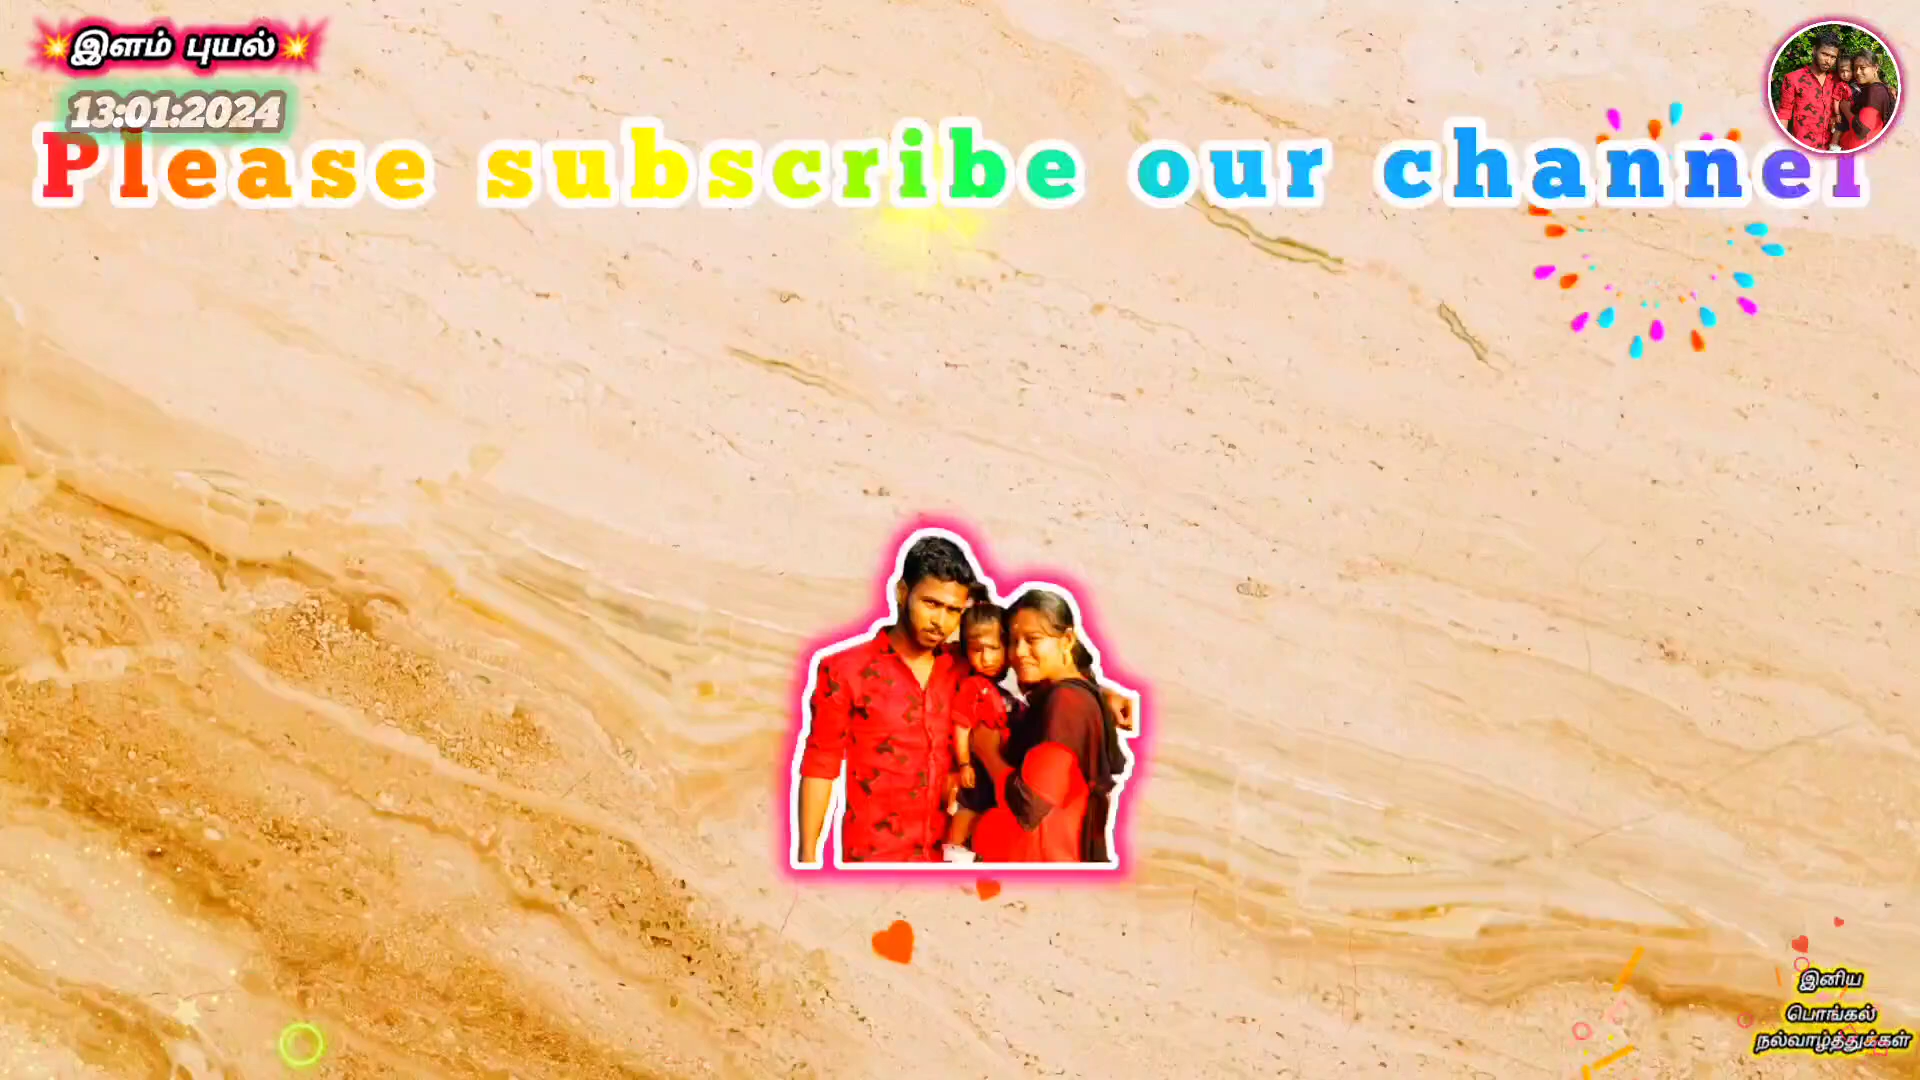 💥இளம் புயல்💥
13:01:2024
Please subscribe our channel
இனிய
பொங்கல்
நல்வாழ்த்துக்கள்